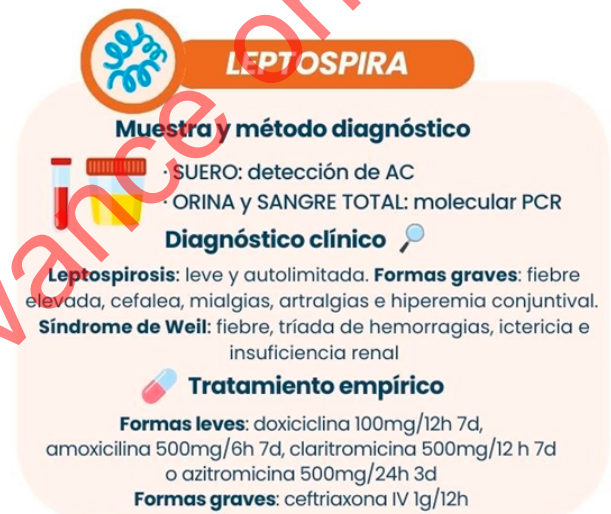 LEPTOSPIRA
Muestra y método diagnóstico
· SUERO: detección de AC
· ORINA y SANGRE TOTAL: molecular PCR
Diagnóstico clínico
Leptospirosis: leve y autolimitada. Formas graves: fiebre
elevada, cefalea, mialgias, artralgias e hiperemia conjuntival.
Síndrome de Weil: fiebre, tríada de hemorragias, ictericia e
insuficiencia renal
Tratamiento empírico
Formas leves: doxiciclina 100mg/12h 7d,
amoxicilina 500mg/6h 7d, claritromicina 500mg/12 h 7d
o azitromicina 500mg/24h 3d
Formas graves: ceftriaxona IV 1g/12h